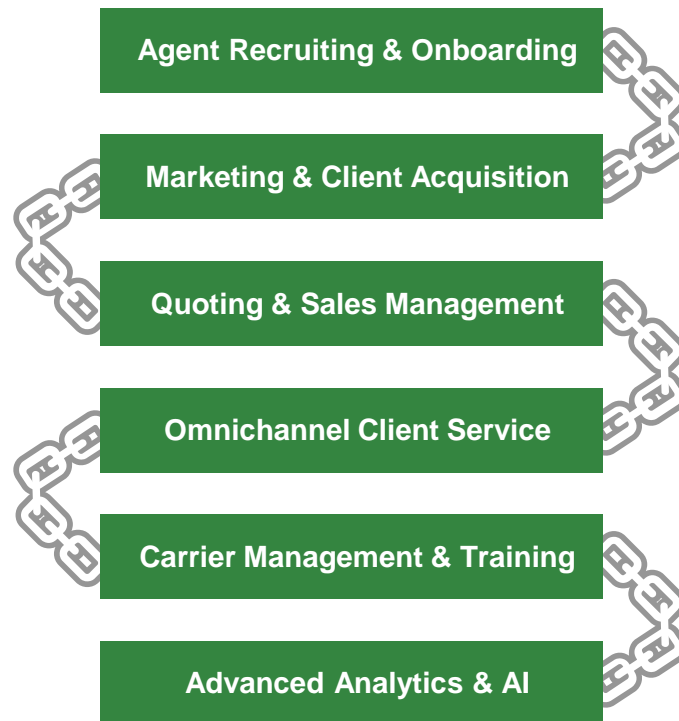 Agent Recruiting & Onboarding
Marketing & Client Acquisition
Quoting & Sales Management
Omnichannel Client Service
Carrier Management & Training
Advanced Analytics & AI